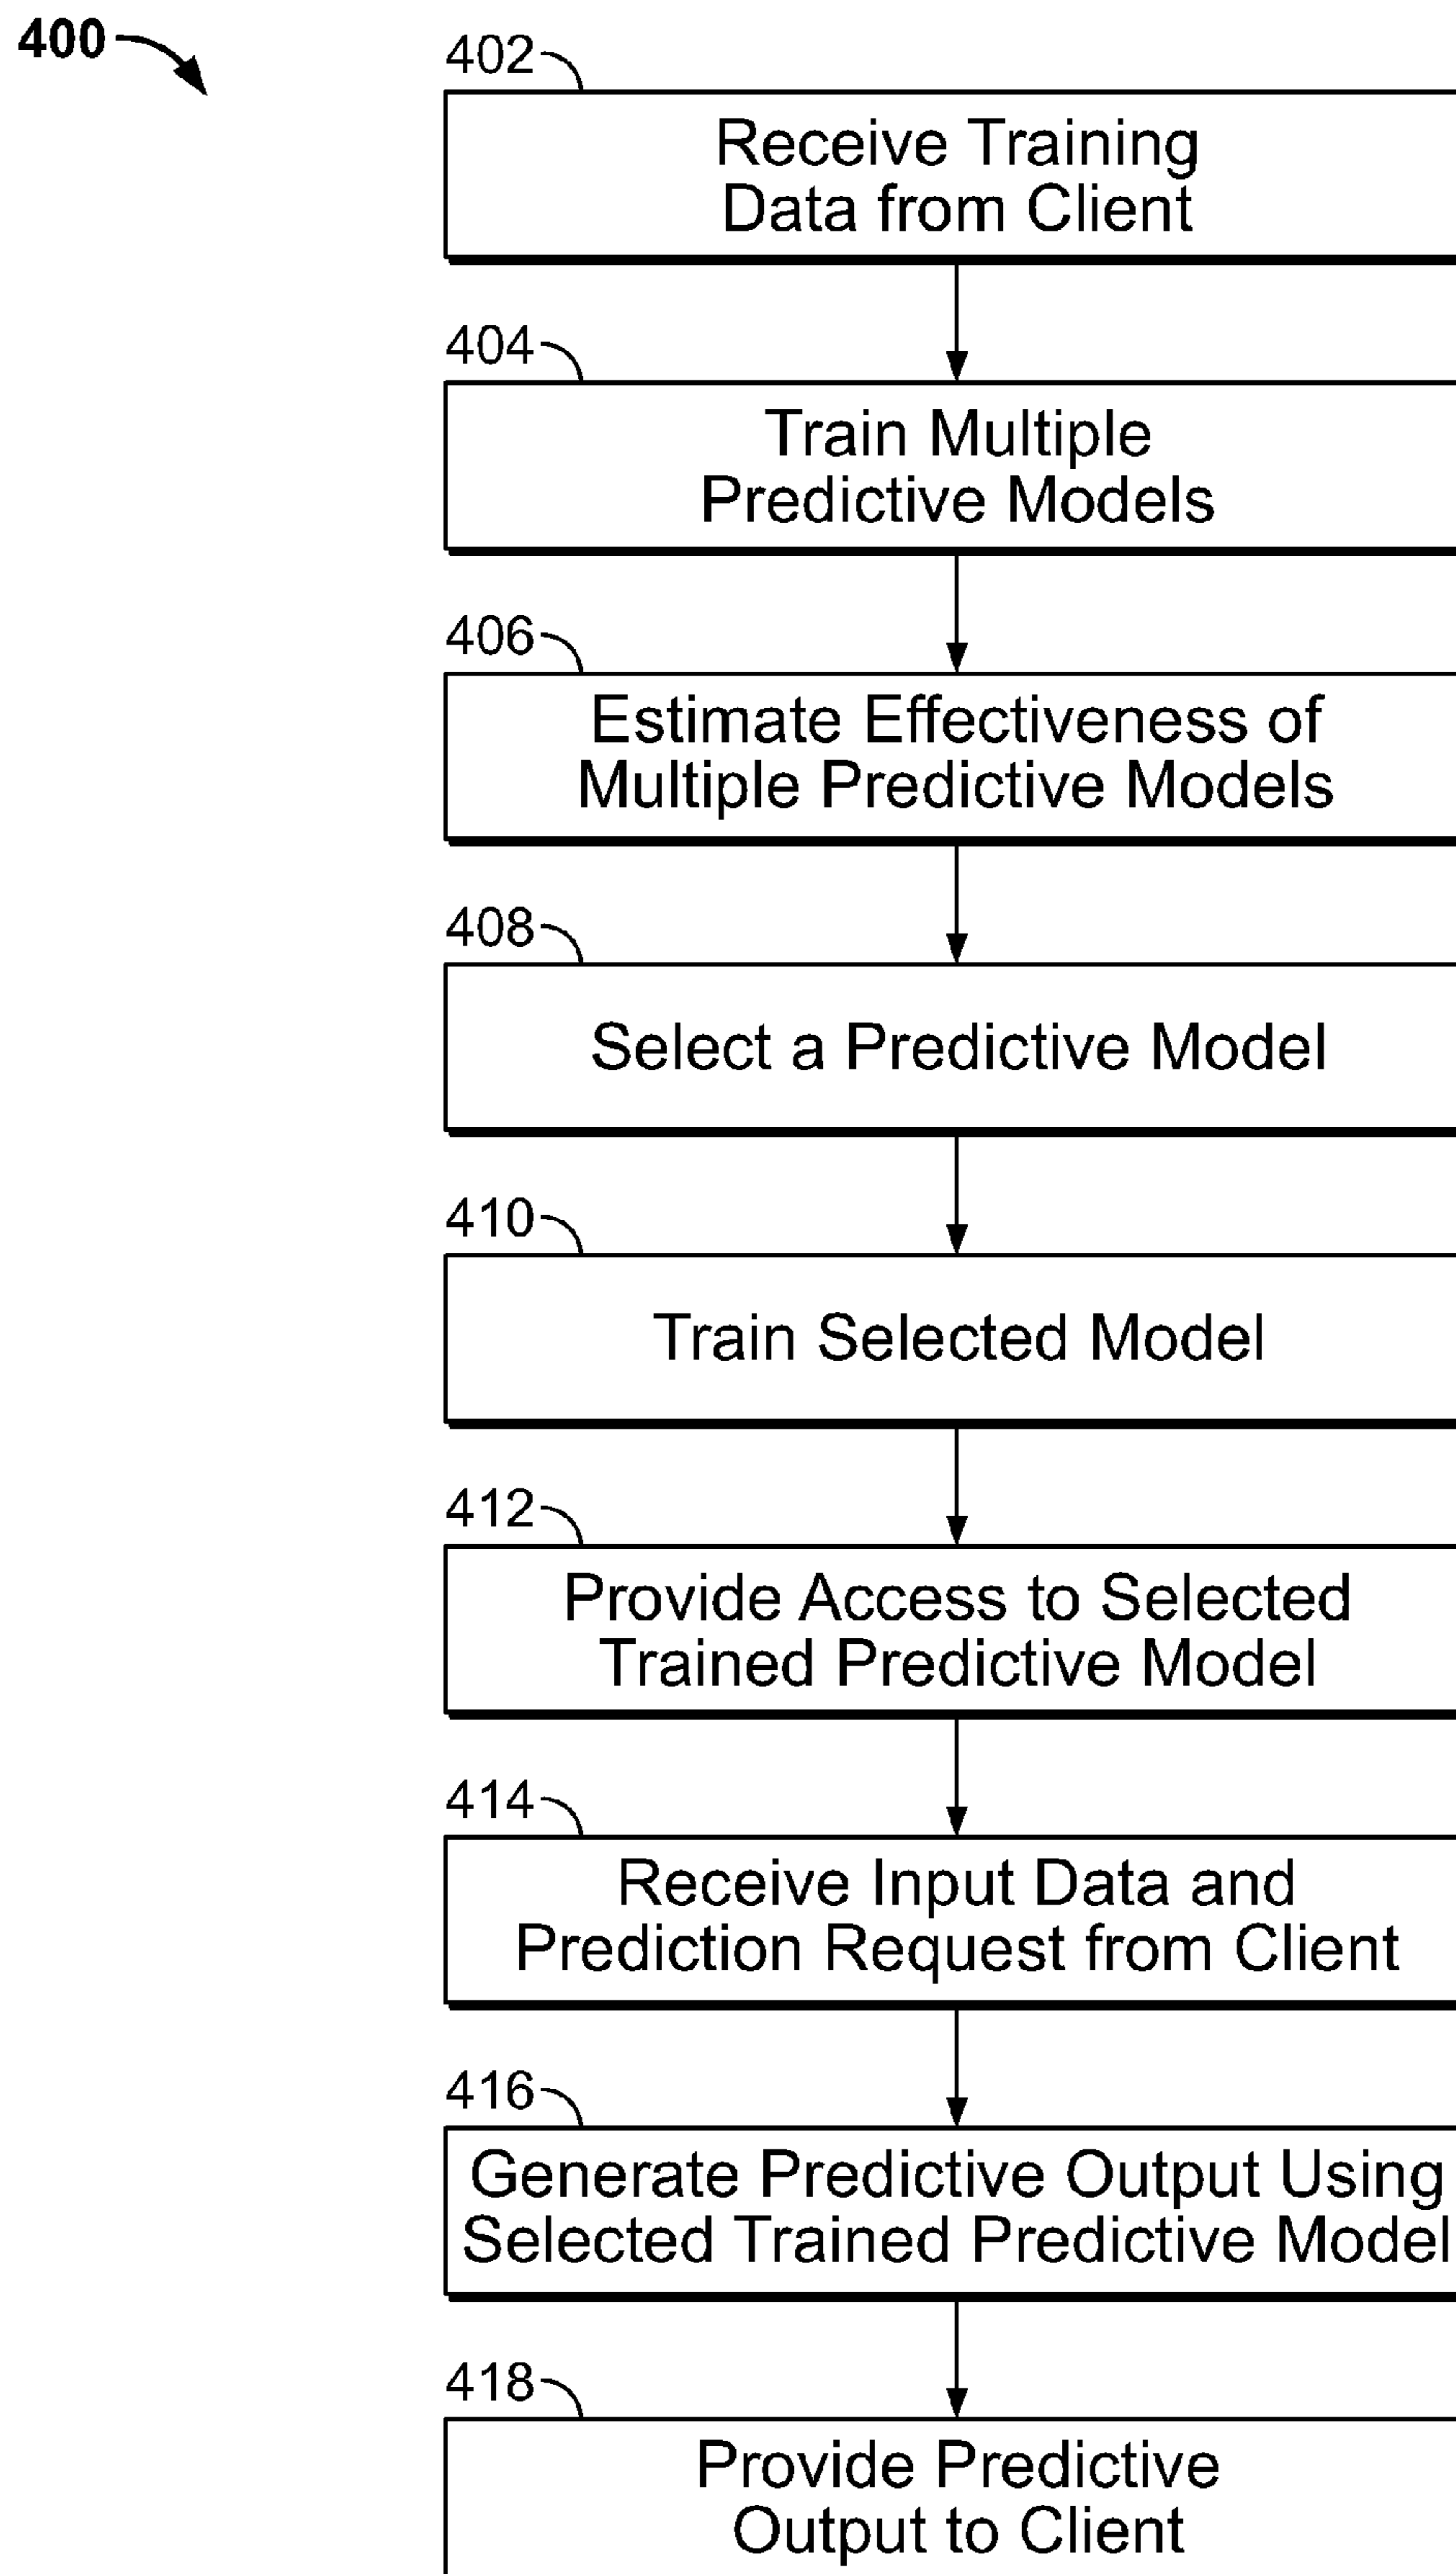 400
402
Receive Training
Data from Client
404
Train Multiple
Predictive Models
406
Estimate Effectiveness of
Multiple Predictive Models
408
Select a Predictive Model
410
Train Selected Model
412
Provide Access to Selected
Trained Predictive Model
414
Receive Input Data and
Prediction Request from Client
416
Generate Predictive Output Using
Selected Trained Predictive Model
418
Provide Predictive
Output to Client